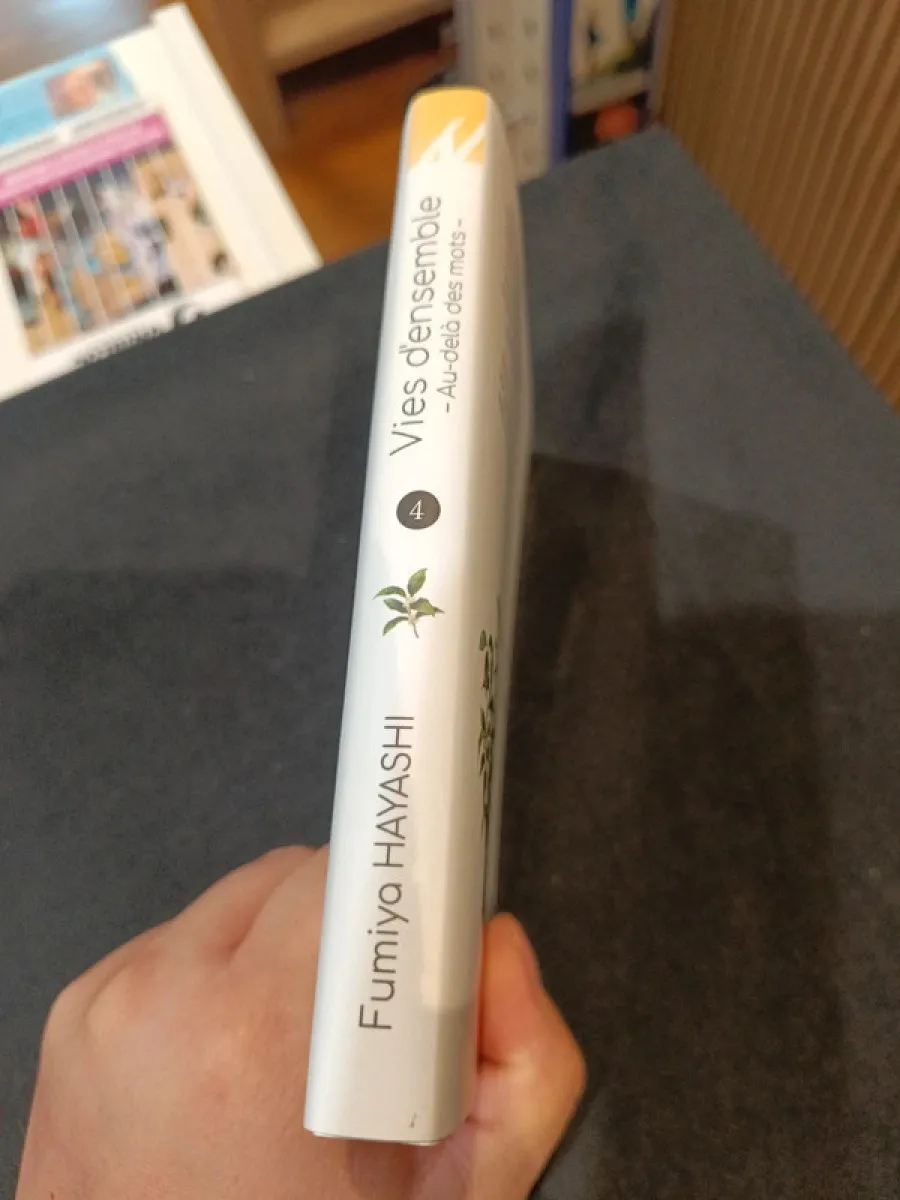 Vies d'ensemble
- Au-delà des mots -
4
Fumiya HAYASHI